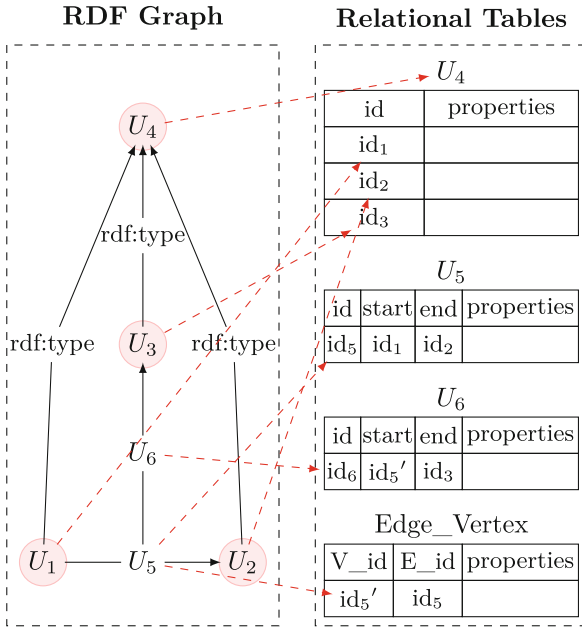 RDF Graph
U₄
rdf:type
rdf:type
rdf:type
U₃
U₆
U₁
U₅
U₂
Relational Tables
U₄
id properties
id₁
id₂
id₃
U₅
id start end properties
id₅ id₁ id₂
U₆
id start end properties
id₆ id₅′ id₃
Edge_Vertex
V_id E_id properties
id₅′ id₅